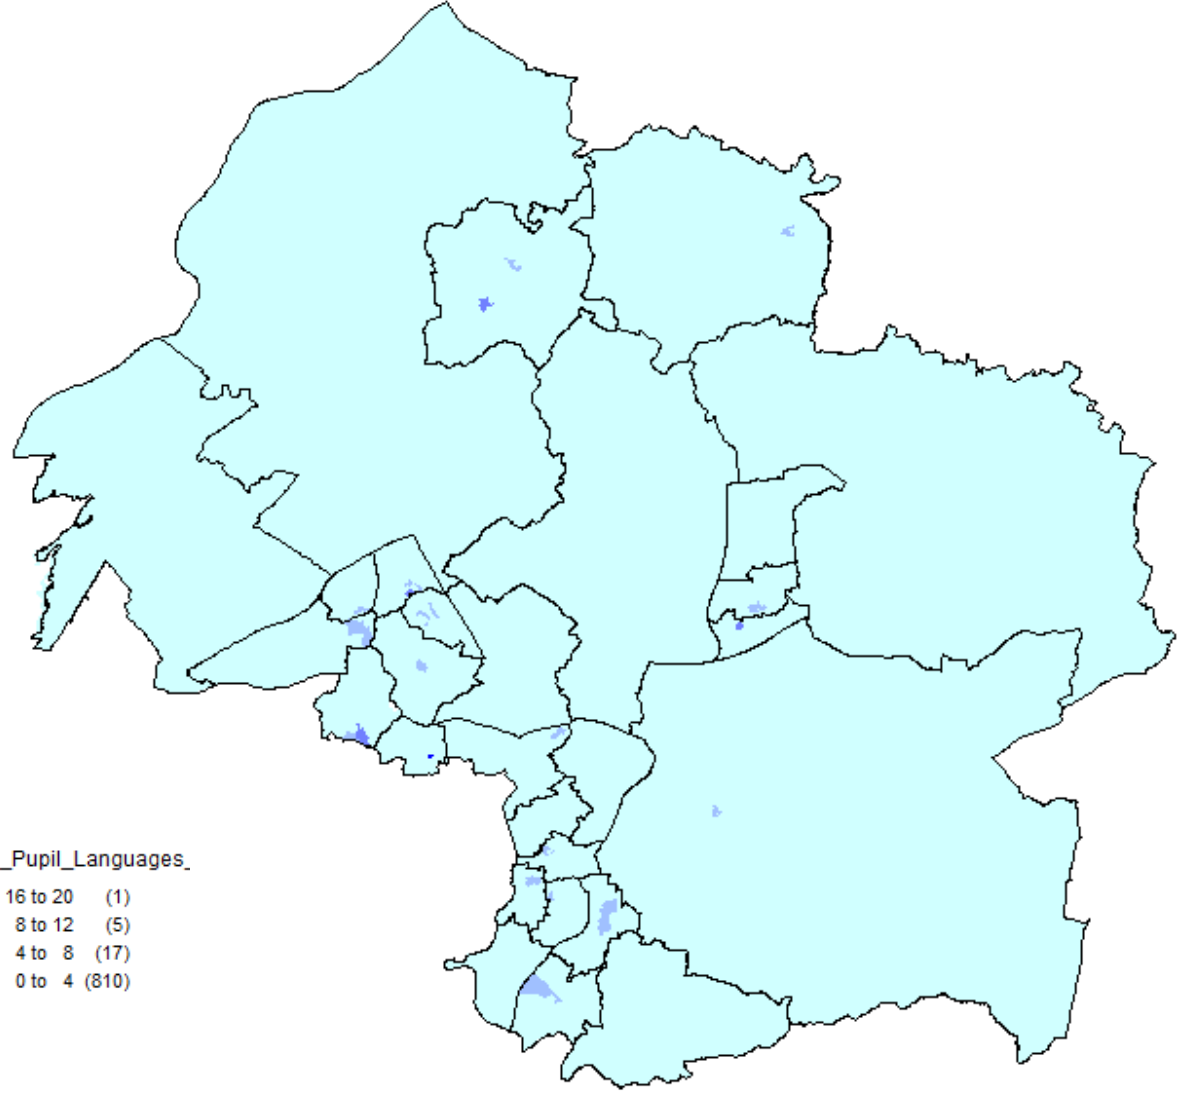 _Pupil_Languages_
16 to 20 (1)
8 to 12 (5)
4 to 8 (17)
0 to 4 (810)